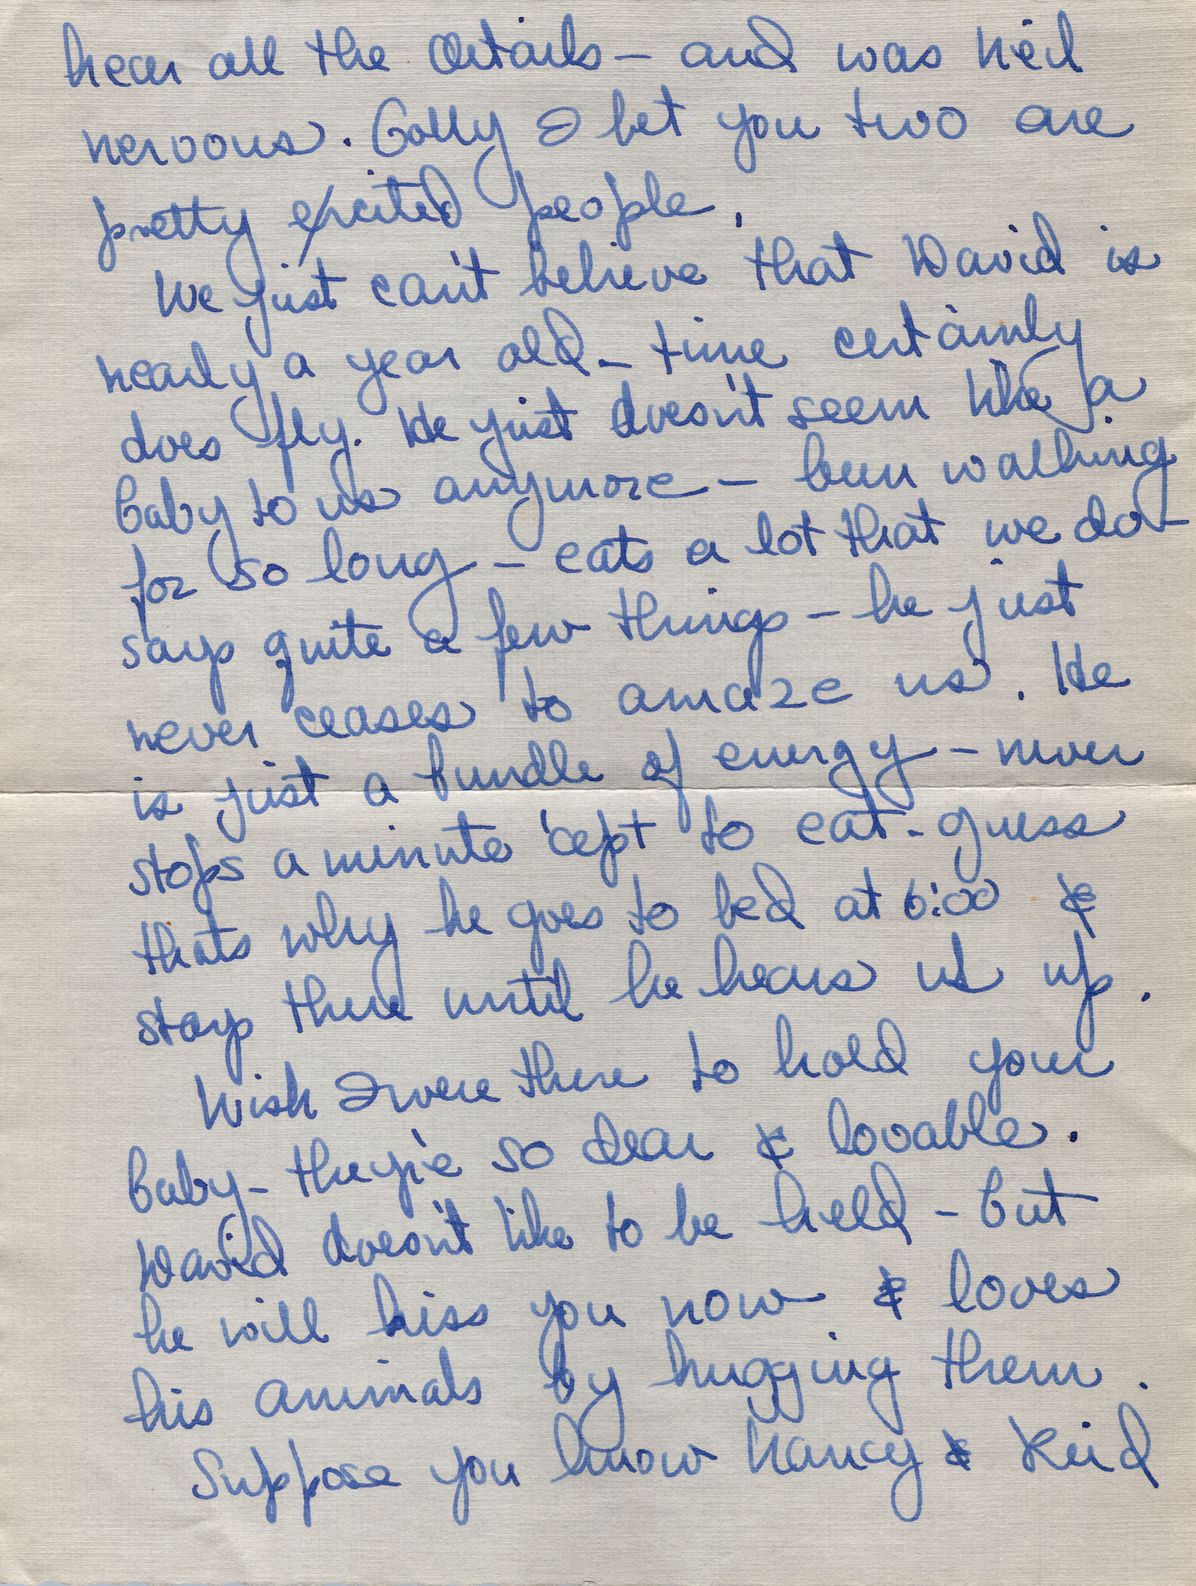 hear all the details – and was Neil
nervous. Golly I bet you two are
pretty excited people.
We just can't believe that David is
nearly a year old – time certainly
does fly. He just doesn't seem like a
baby to us anymore – been walking
for so long – eats a lot that we do –
says quite a few things – he just
never ceases to amaze us. He
is just a bundle of energy – never
stops a minute 'cept to eat – guess
thats why he goes to bed at 6:00 &
stays there until he hears us up.
Wish I were there to hold your
baby – they're so dear & lovable.
David doesn't like to be held – but
he will kiss you now & loves
his animals by hugging them.
Suppose you know Nancy & Reid